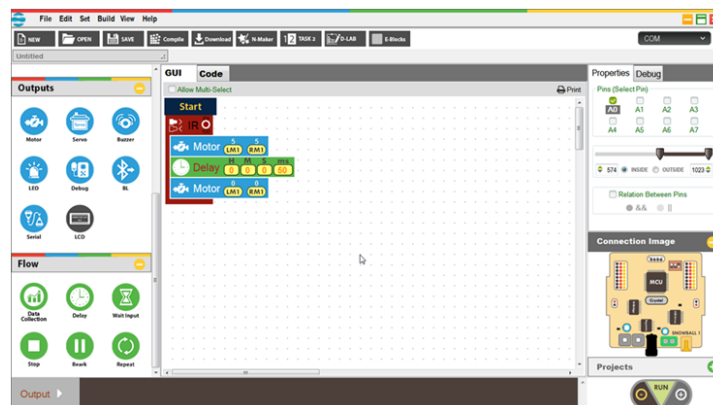 File Edit Set Build View Help
NEW OPEN SAVE Compile Download N-Maker 12 TASK 2 D-LAB E-Blocks COM
Untitled
Outputs
Motor Servo Buzzer
LED Debug BL
Serial LCD
Flow
Data Collection Delay Wait Input
Stop Break Repeat
Output
GUI Code
Allow Multi-Select Print
Start
IR
5 5
Motor LM1 RM1
H M S ms
Delay 0 0 0 50
0 0
Motor LM1 RM1
Properties Debug
Pins (Select Pin)
A0 A1 A2 A3
A4 A5 A6 A7
574 INSIDE OUTSIDE 1023
Relation Between Pins
&& ||
Connection Image
MCU
Crystal
SNOWBALL 1
Projects
RUN